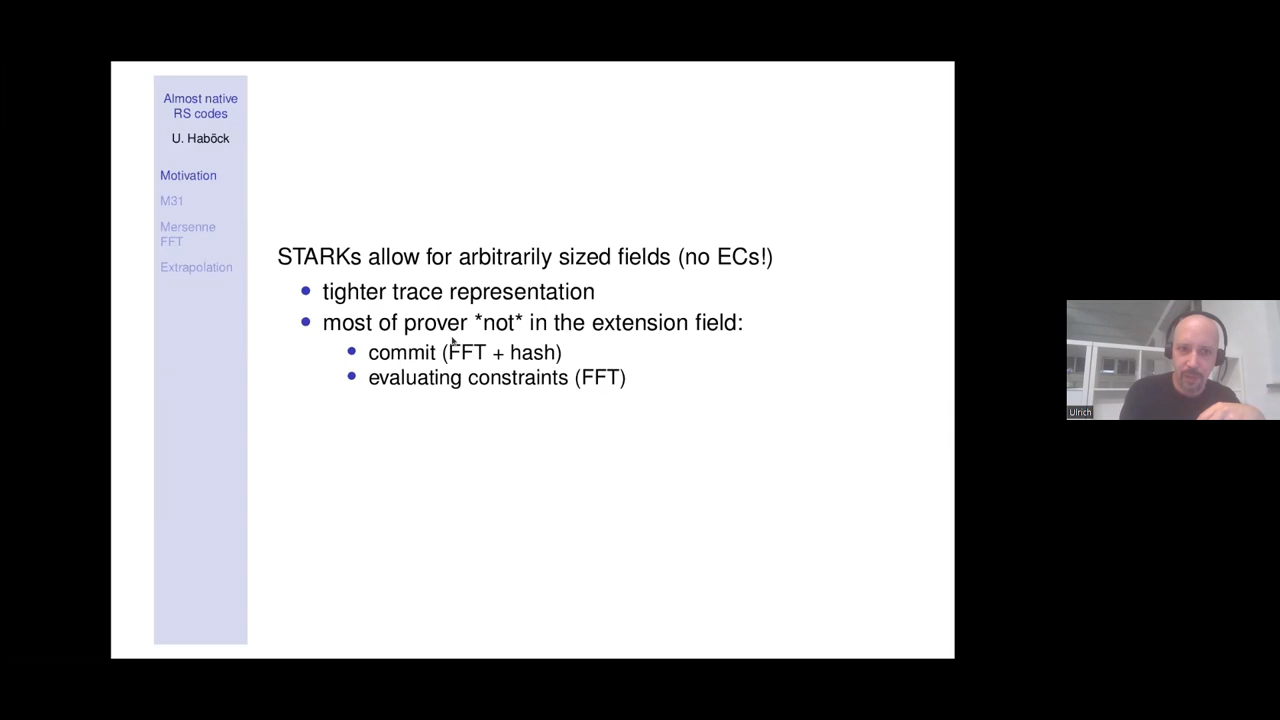 Almost native
RS codes
U. Haböck
Motivation
M31
Mersenne
FFT
Extrapolation
STARKs allow for arbitrarily sized fields (no ECs!)
tighter trace representation
most of prover *not* in the extension field:
commit (FFT + hash)
evaluating constraints (FFT)
Ulrich